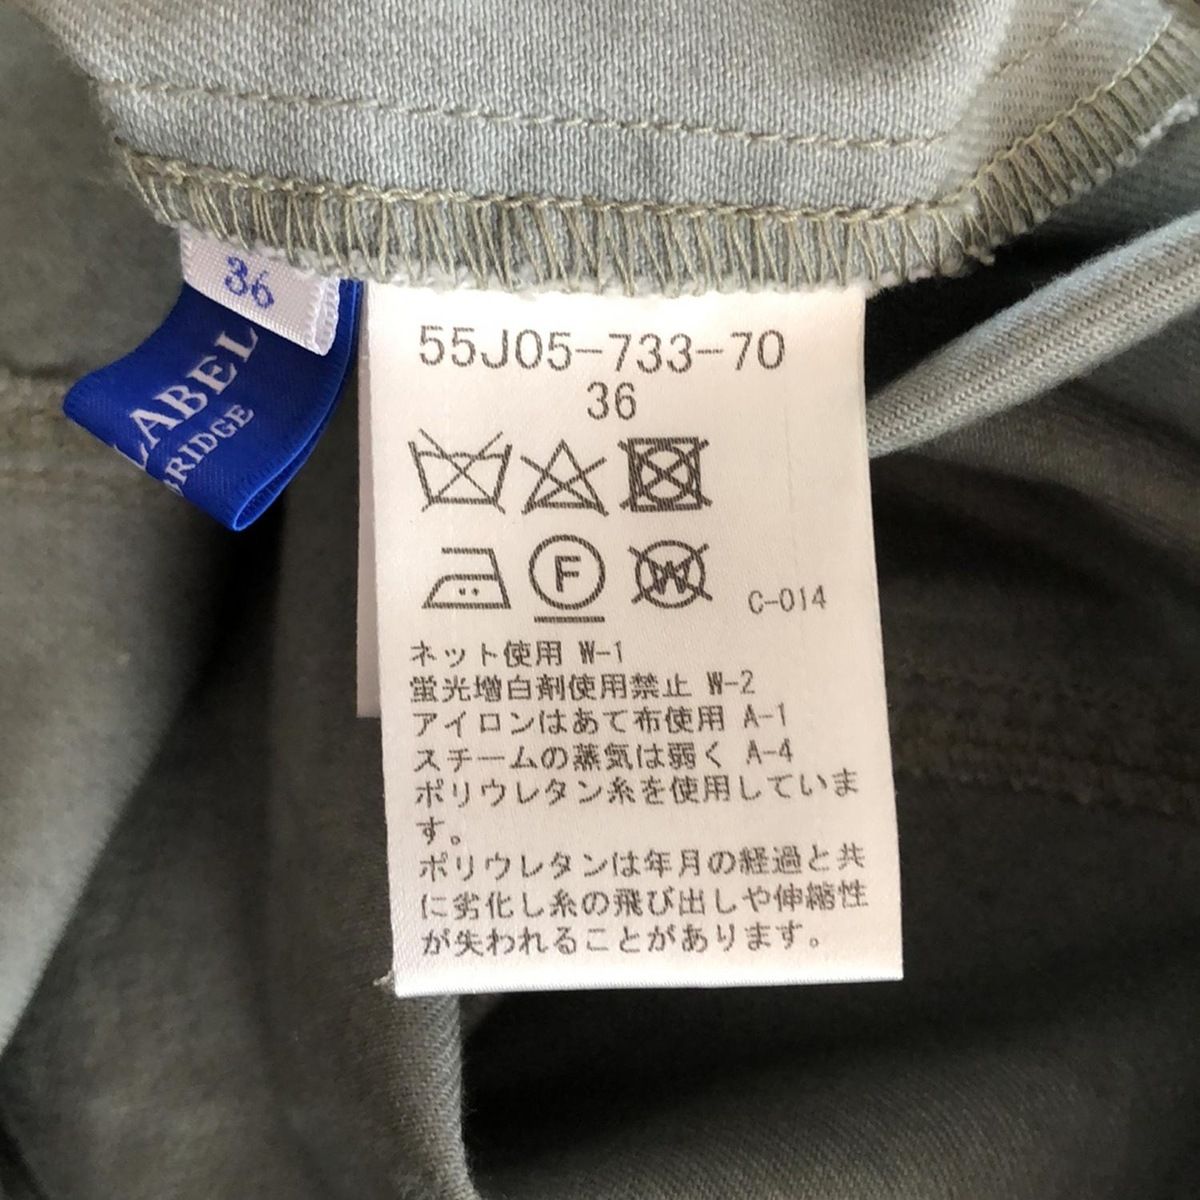 36
LABEL
BRIDGE
55J05-733-70
36
F
W
C-014
ネット使用 W-1
蛍光増白剤使用禁止 W-2
アイロンはあて布使用 A-1
スチームの蒸気は弱く A-4
ポリウレタン糸を使用していま
す。
ポリウレタンは年月の経過と共
に劣化し糸の飛び出しや伸縮性
が失われることがあります。